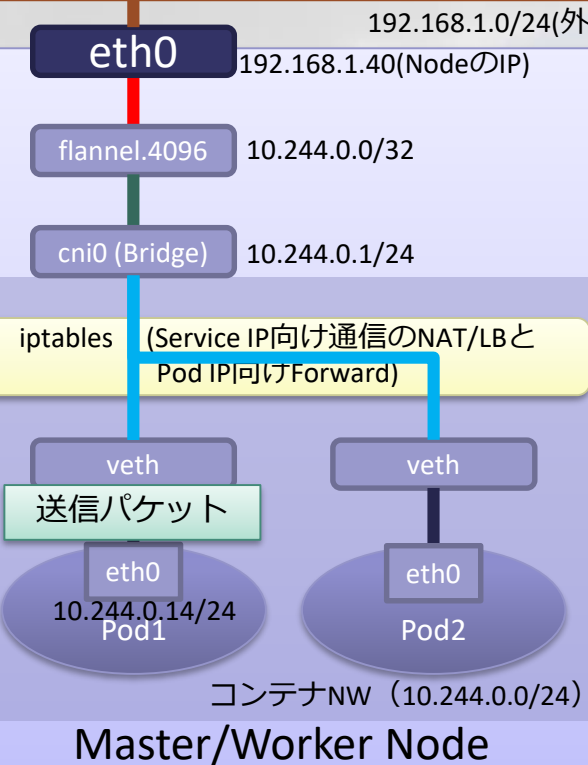 192.168.1.0/24(外
eth0
192.168.1.40(NodeのIP)
flannel.4096
10.244.0.0/32
cni0 (Bridge)
10.244.0.1/24
iptables (Service IP向け通信のNAT/LBと
Pod IP向けForward)
veth
veth
送信パケット
eth0
eth0
10.244.0.14/24
Pod1
Pod2
コンテナNW（10.244.0.0/24）
Master/Worker Node